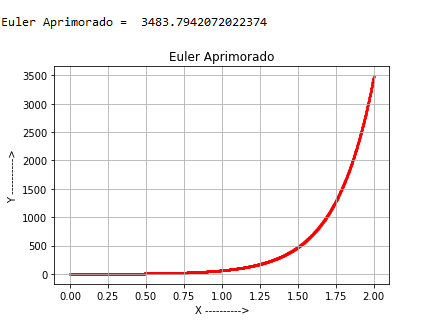 Euler Aprimorado =  3483.7942072022374
Euler Aprimorado
3500
3000
2500
2000
1500
1000
500
0
Y ---------->
0.00 0.25 0.50 0.75 1.00 1.25 1.50 1.75 2.00
X ---------->